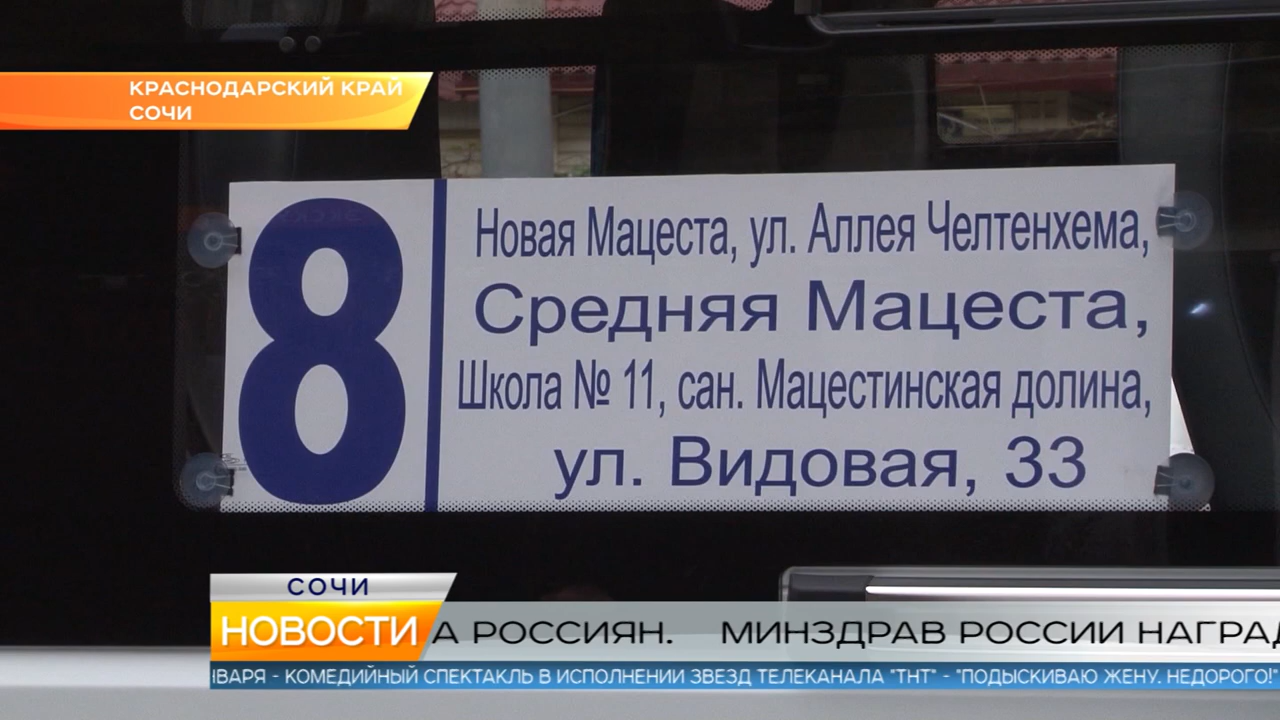 КРАСНОДАРСКИЙ КРАЙ
СОЧИ
8
Новая Мацеста, ул. Аллея Челтенхема,
Средняя Мацеста,
Школа № 11, сан. Мацестинская долина,
ул. Видовая, 33
СОЧИ
НОВОСТИ
А РОССИЯН. МИНЗДРАВ РОССИИ НАГРАД
НВАРЯ - КОМЕДИЙНЫЙ СПЕКТАКЛЬ В ИСПОЛНЕНИИ ЗВЕЗД ТЕЛЕКАНАЛА "ТНТ" - "ПОДЫСКИВАЮ ЖЕНУ. НЕДОРОГО!"